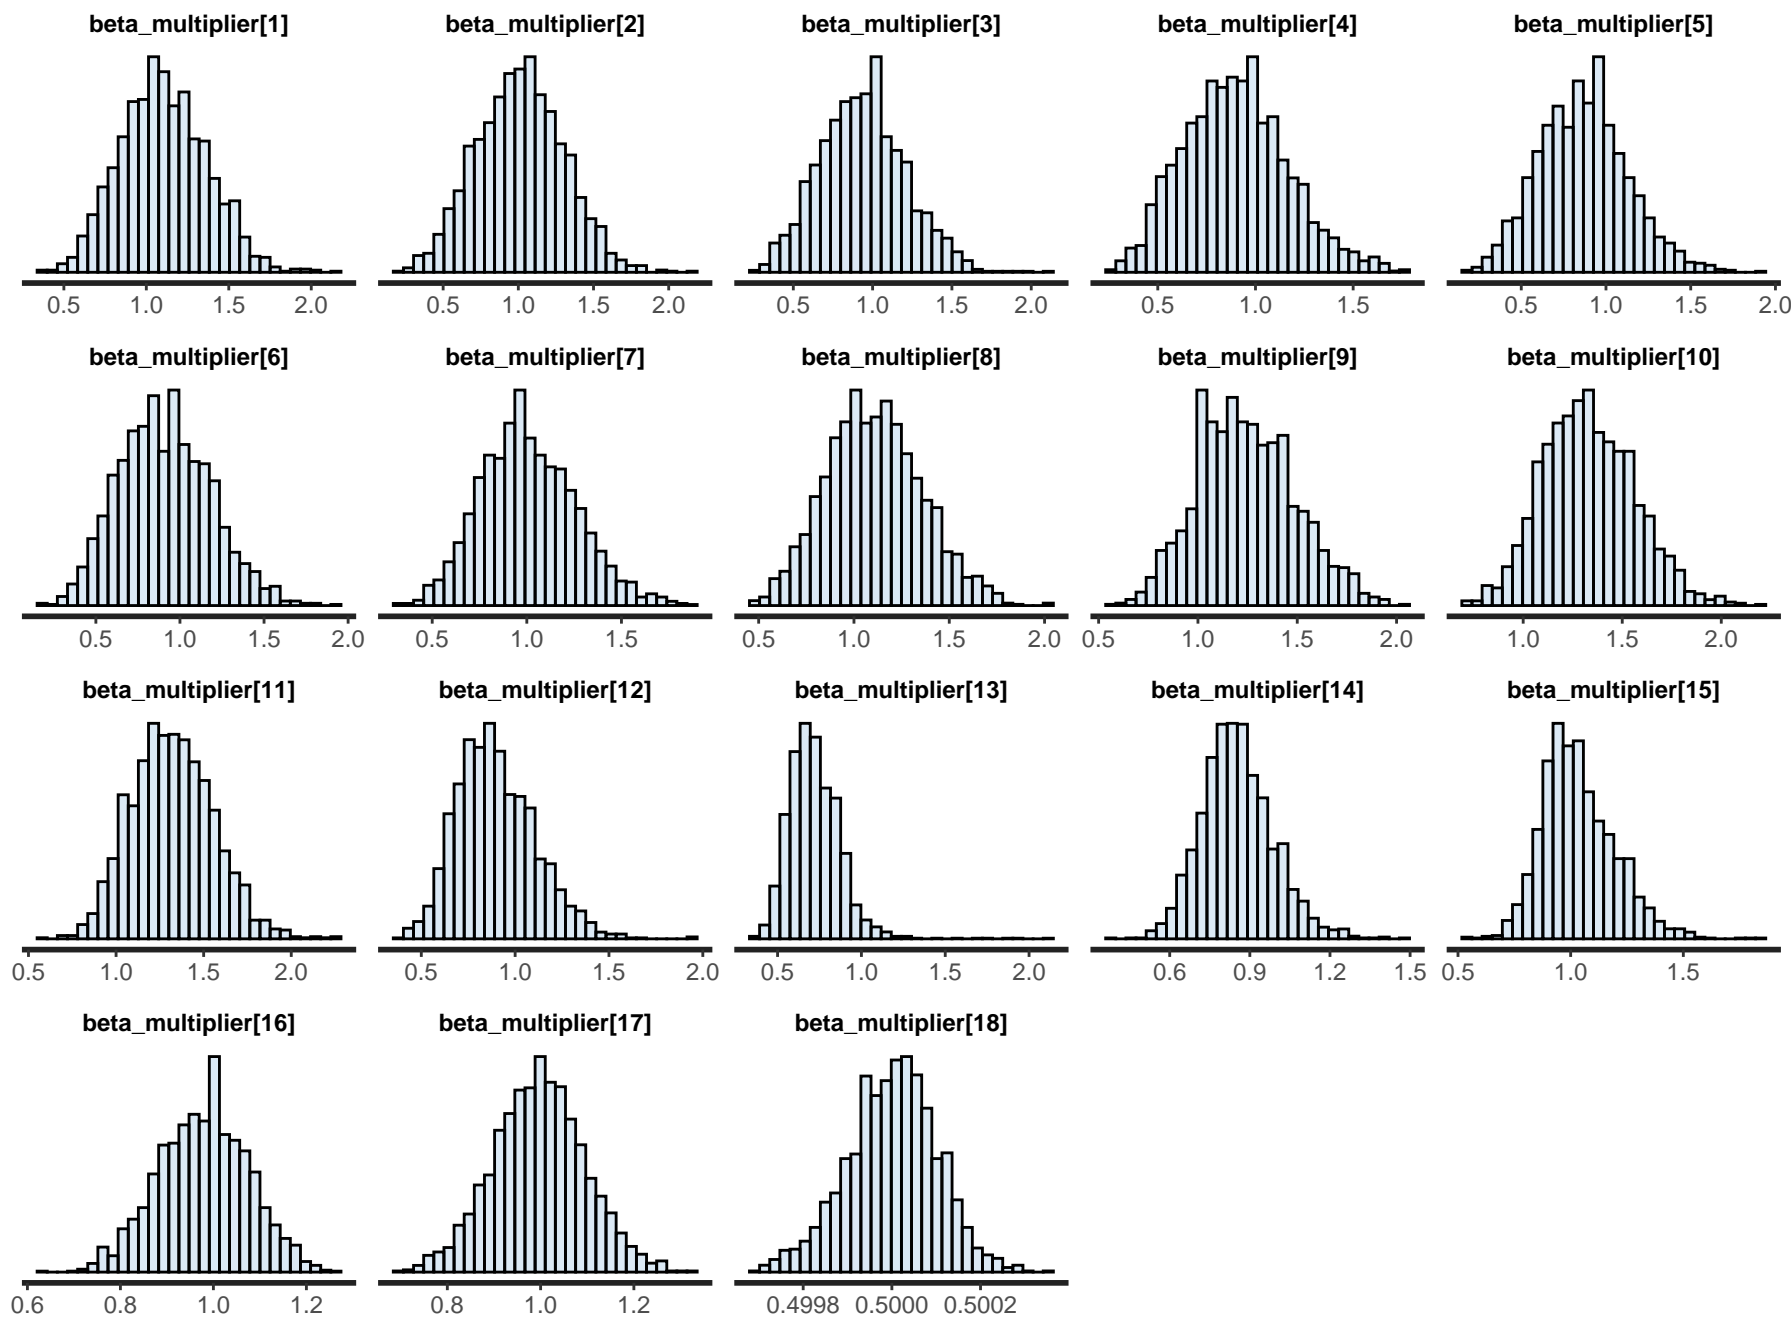 beta_multiplier[1] beta_multiplier[2] beta_multiplier[3] beta_multiplier[4] beta_multiplier[5]
0.5 1.0 1.5 2.0 0.5 1.0 1.5 2.0 0.5 1.0 1.5 2.0 0.5 1.0 1.5 0.5 1.0 1.5 2.0
beta_multiplier[6] beta_multiplier[7] beta_multiplier[8] beta_multiplier[9] beta_multiplier[10]
0.5 1.0 1.5 2.0 0.5 1.0 1.5 0.5 1.0 1.5 2.0 0.5 1.0 1.5 2.0 1.0 1.5 2.0
beta_multiplier[11] beta_multiplier[12] beta_multiplier[13] beta_multiplier[14] beta_multiplier[15]
0.5 1.0 1.5 2.0 0.5 1.0 1.5 2.0 0.5 1.0 1.5 2.0 0.6 0.9 1.2 1.5 0.5 1.0 1.5
beta_multiplier[16] beta_multiplier[17] beta_multiplier[18]
0.6 0.8 1.0 1.2 0.8 1.0 1.2 0.4998 0.5000 0.5002